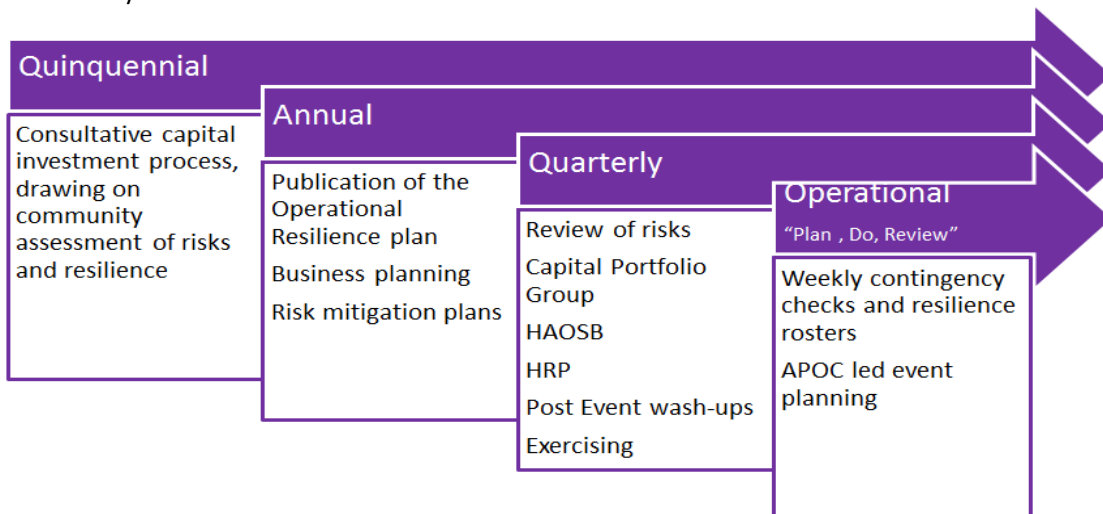 Quinquennial
Consultative capital
investment process,
drawing on
community
assessment of risks
and resilience
Annual
Publication of the
Operational
Resilience plan
Business planning
Risk mitigation plans
Quarterly
Review of risks
Capital Portfolio
Group
HAOSB
HRP
Post Event wash-ups
Exercising
Operational
“Plan , Do, Review”
Weekly contingency
checks and resilience
rosters
APOC led event
planning